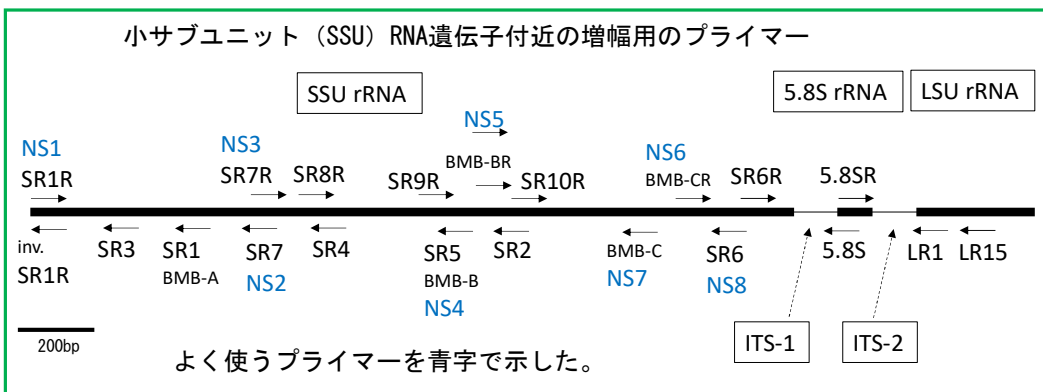 小サブユニット（SSU）RNA遺伝子付近の増幅用のプライマー
SSU rRNA
5.8S rRNA
LSU rRNA
NS1
NS3
NS5
NS6
SR1R
SR7R
SR8R
SR9R
BMB-BR
SR10R
BMB-CR
SR6R
5.8SR
inv.
SR1R
SR3
SR1
BMB-A
SR7
NS2
SR4
SR5
BMB-B
NS4
SR2
BMB-C
NS7
SR6
NS8
5.8S
LR1
LR15
ITS-1
ITS-2
200bp
よく使うプライマーを青字で示した。